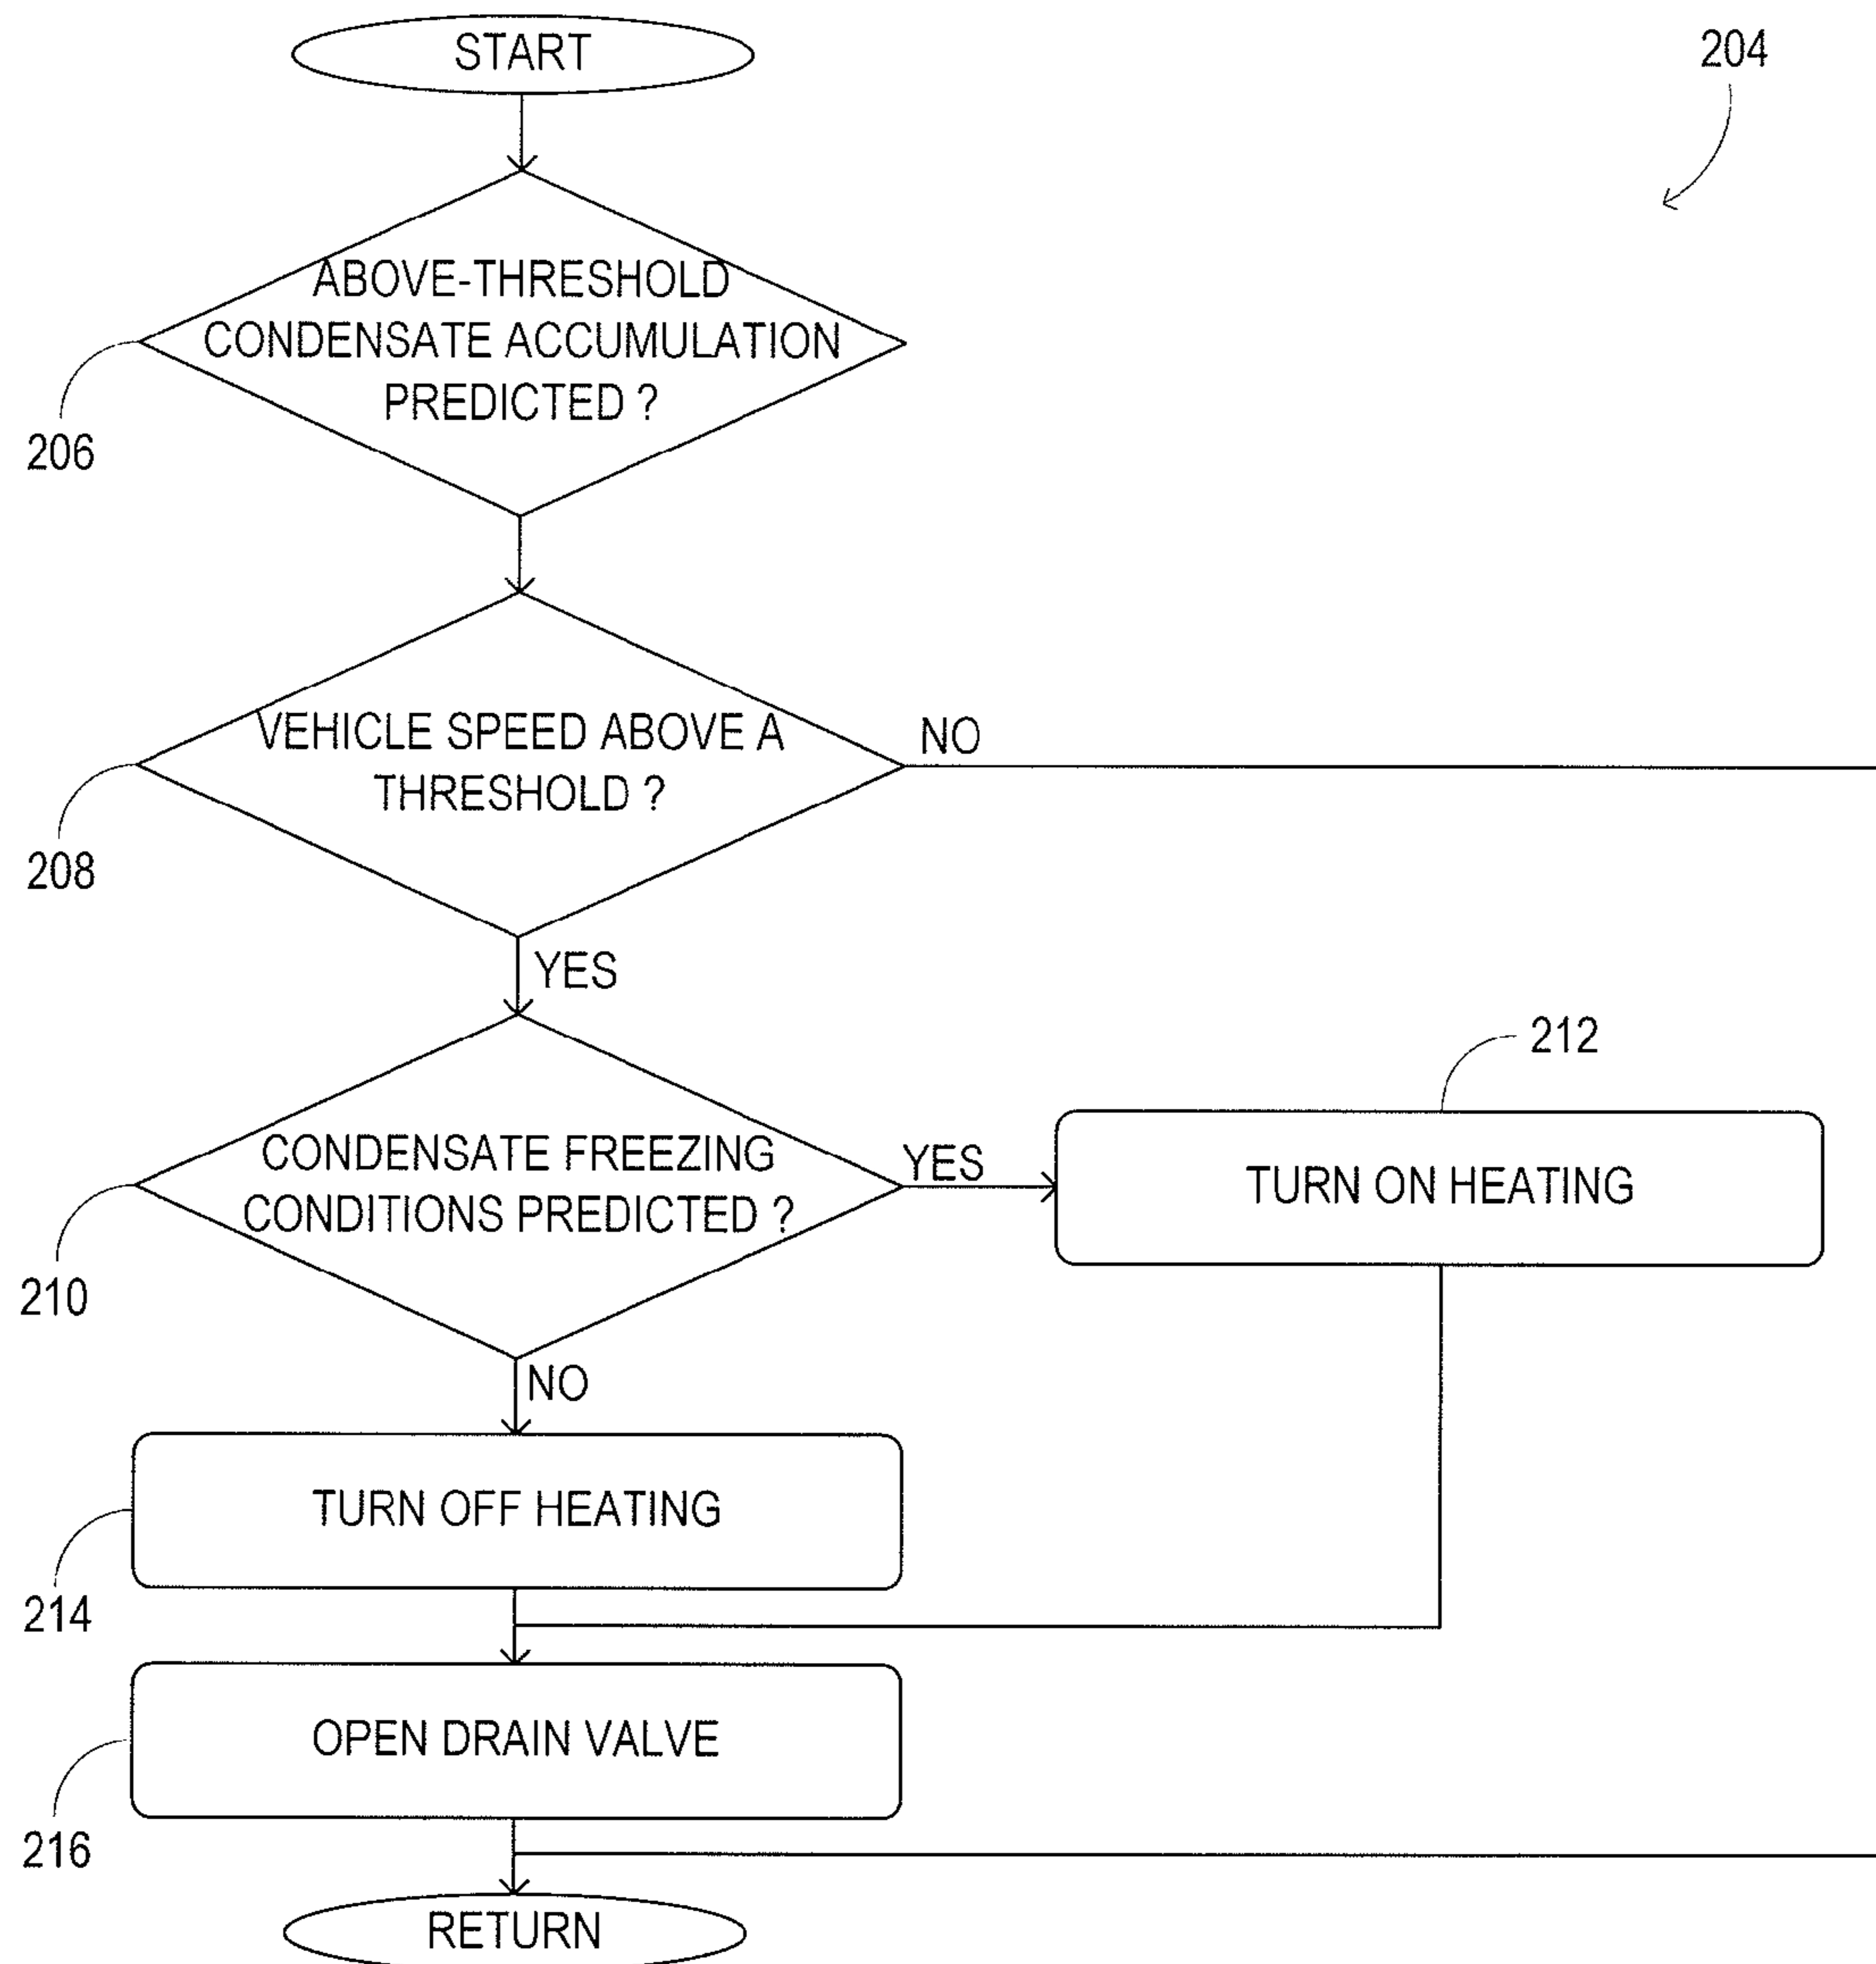 START
204
ABOVE-THRESHOLD
CONDENSATE ACCUMULATION
PREDICTED ?
206
VEHICLE SPEED ABOVE A
THRESHOLD ?
NO
208
YES
212
CONDENSATE FREEZING
CONDITIONS PREDICTED ?
YES
TURN ON HEATING
210
NO
TURN OFF HEATING
214
OPEN DRAIN VALVE
216
RETURN